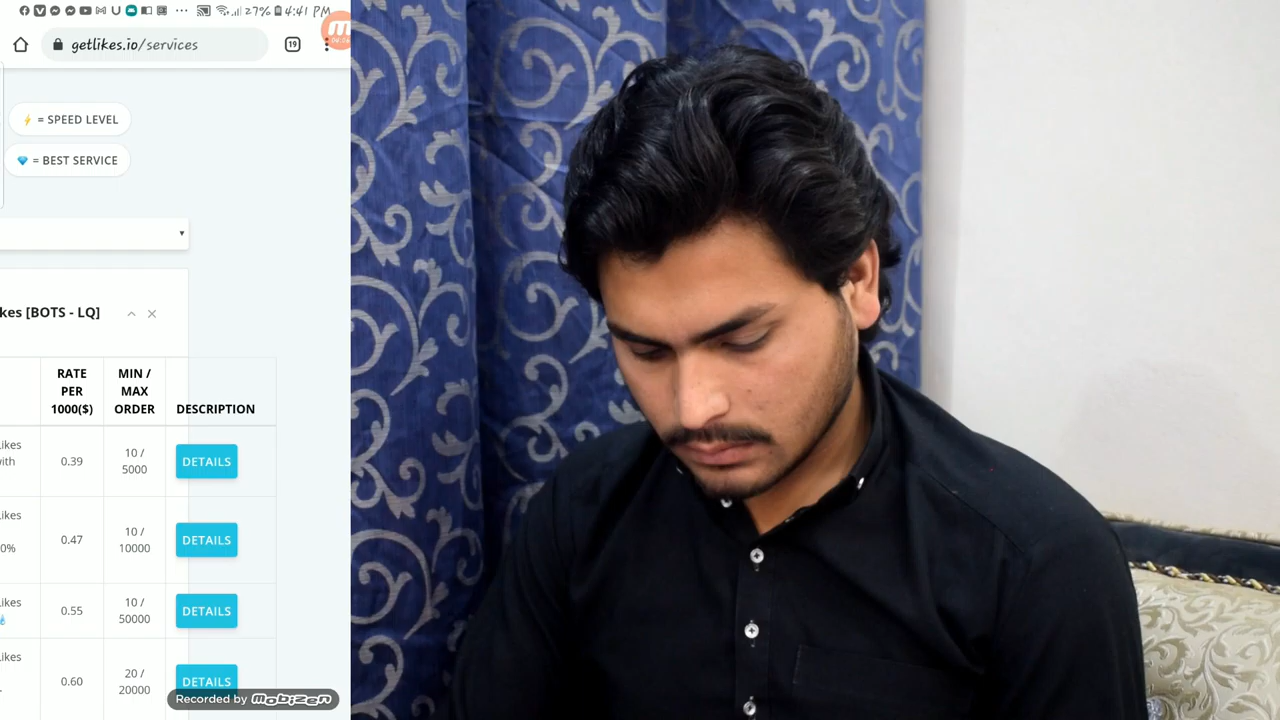 27% 4:41 PM
getlikes.io/services
19
= SPEED LEVEL
= BEST SERVICE
kes [BOTS - LQ]
RATE PER 1000($)
MIN / MAX ORDER
DESCRIPTION
ikes
with
0.39
10 / 5000
DETAILS
ikes
0%
0.47
10 / 10000
DETAILS
ikes
0.55
10 / 50000
DETAILS
ikes
0.60
20 / 20000
DETAILS
Recorded by mobizen